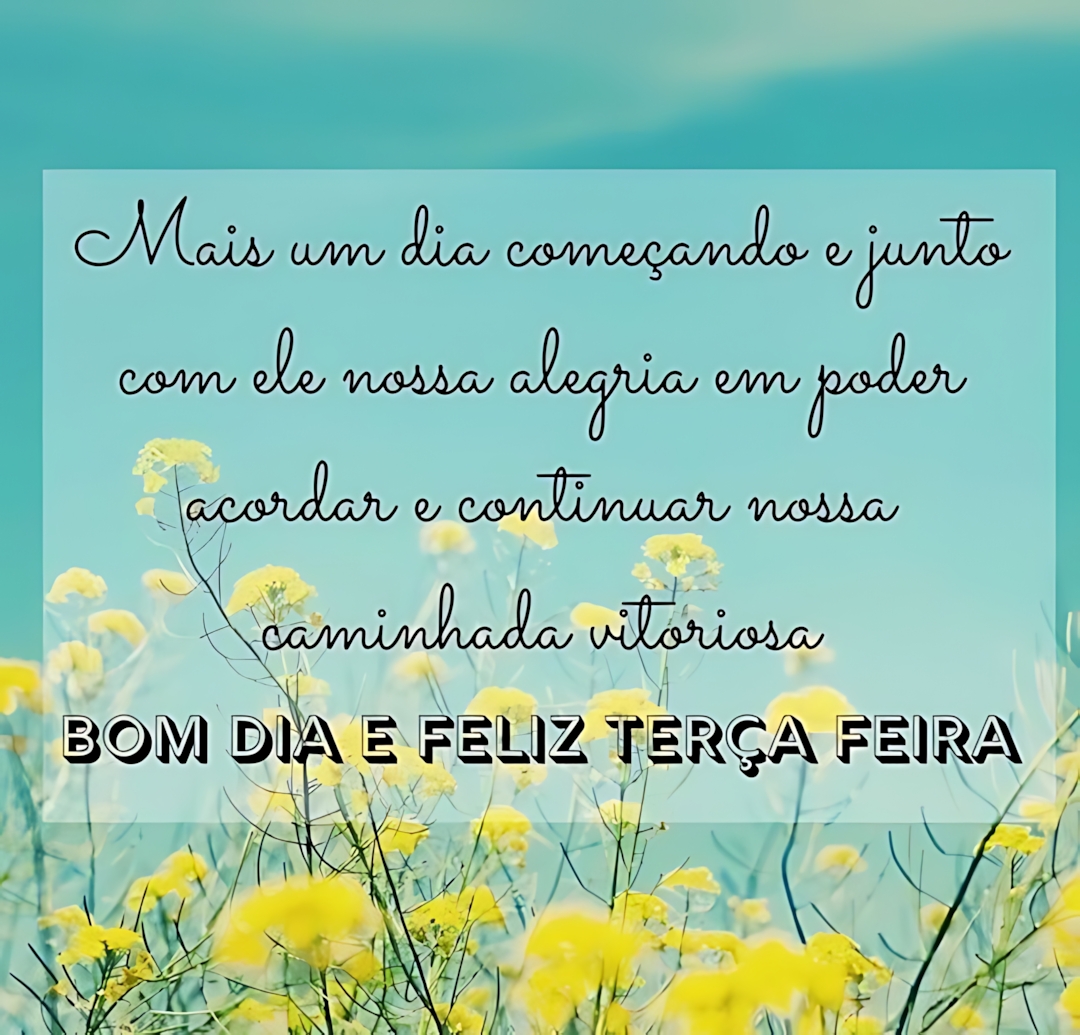 Mais um dia começando e junto
com ele nossa alegria em poder
acordar e continuar nossa
caminhada vitoriosa
BOM DIA E FELIZ TERÇA FEIRA